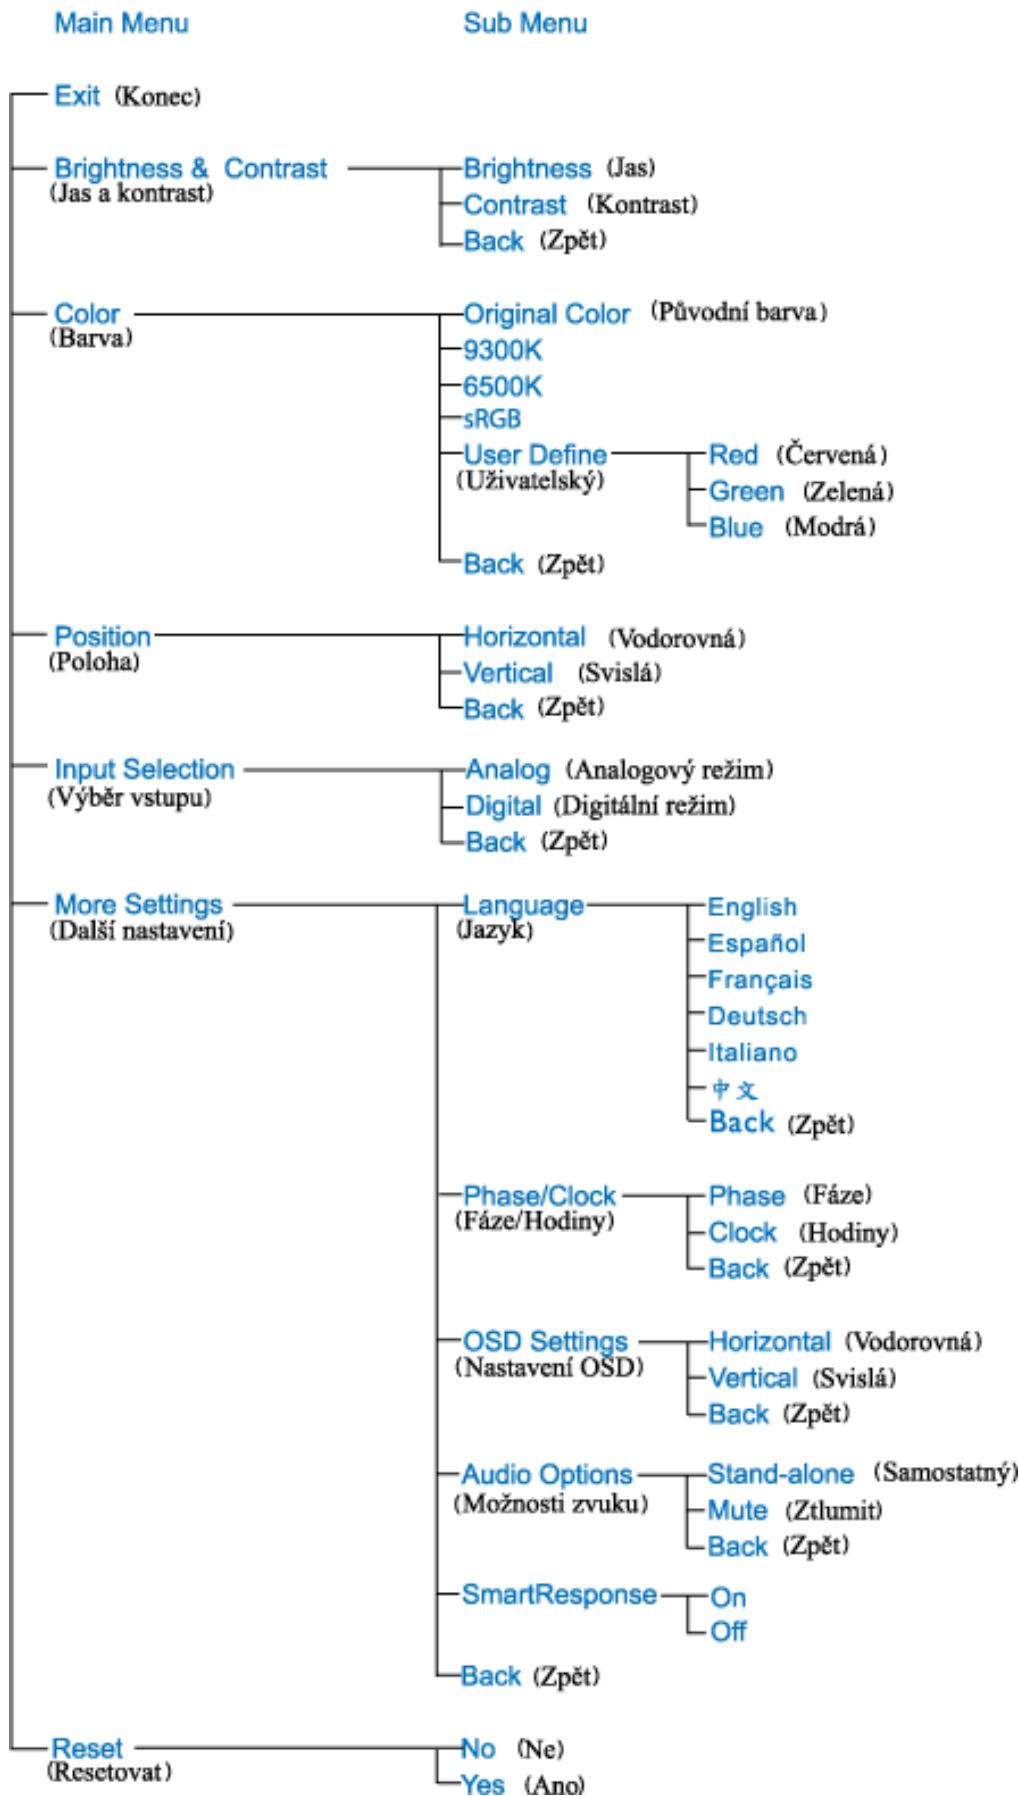 Main Menu Sub Menu
Exit (Konec)
Brightness & Contrast Brightness (Jas)
(Jas a kontrast)
Contrast (Kontrast)
Back (Zpět)
Color Original Color (Původní barva)
(Barva)
9300K
6500K
sRGB
User Define Red (Červená)
(Uživatelský)
Green (Zelená)
Blue (Modrá)
Back (Zpět)
Position Horizontal (Vodorovná)
(Poloha)
Vertical (Svislá)
Back (Zpět)
Input Selection Analog (Analogový režim)
(Výběr vstupu)
Digital (Digitální režim)
Back (Zpět)
More Settings Language English
(Další nastavení) (Jazyk)
Español
Français
Deutsch
Italiano
中文
Back (Zpět)
Phase/Clock Phase (Fáze)
(Fáze/Hodiny)
Clock (Hodiny)
Back (Zpět)
OSD Settings Horizontal (Vodorovná)
(Nastavení OSD)
Vertical (Svislá)
Back (Zpět)
Audio Options Stand-alone (Samostatný)
(Možnosti zvuku)
Mute (Ztlumit)
Back (Zpět)
SmartResponse On
Off
Back (Zpět)
Reset No (Ne)
(Resetovat)
Yes (Ano)